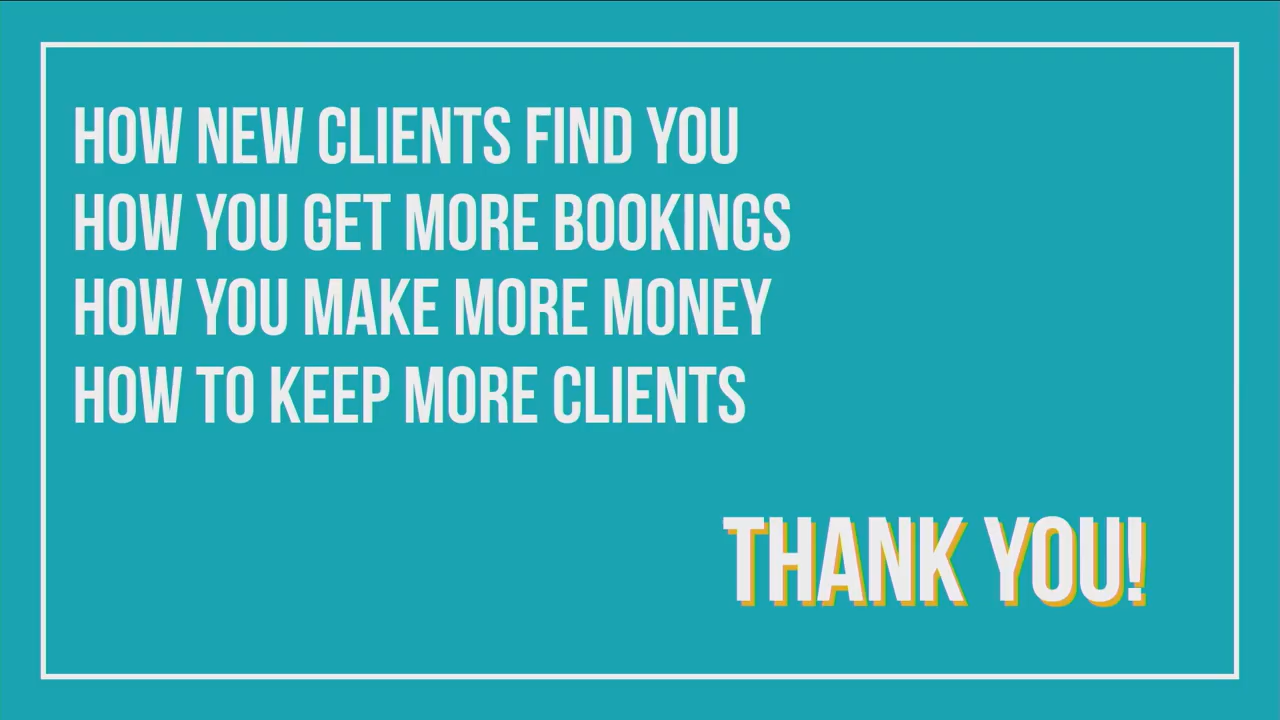 HOW NEW CLIENTS FIND YOU
HOW YOU GET MORE BOOKINGS
HOW YOU MAKE MORE MONEY
HOW TO KEEP MORE CLIENTS
THANK YOU!